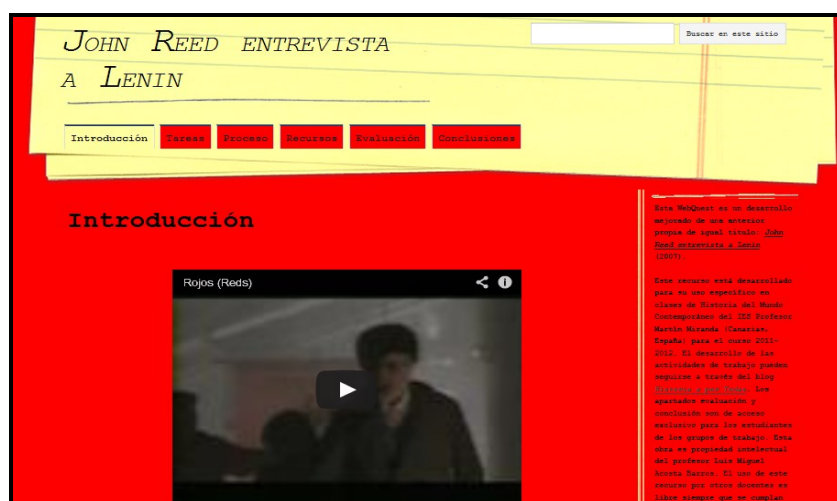 JOHN REED ENTREVISTA
A LENIN
Buscar en este sitio
Introducción Tareas Proceso Recursos Evaluación Conclusiones
Introducción
Rojos (Reds)
Esta WebQuest es un desarrollo
mejorado de una anterior
propia de igual título: John
Reed entrevista a Lenin
(2007).
Este recurso está desarrollado
para su uso específico en
clases de Historia del Mundo
Contemporáneo del IES Profesor
Martín Miranda (Canarias,
España) para el curso 2011-
2012. El desarrollo de las
actividades de trabajo pueden
seguirse a través del blog
. Los
apartados evaluación y
conclusión son de acceso
exclusivo para los estudiantes
de los grupos de trabajo. Esta
obra es propiedad intelectual
del profesor Luis Miguel
Acosta Barros. El uso de este
recurso por otros docentes es
libre siempre que se cumplan